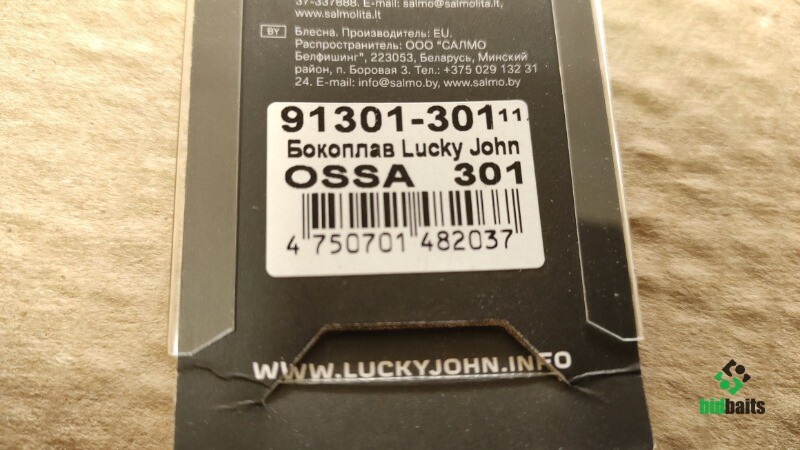 37-337888. E-mail: salmo@salmolita.lt,
www.salmolita.lt
BY Блесна. Производитель: EU.
Распространитель: ООО "САЛМО
Белфишинг", 223053, Беларусь, Минский
район, п. Боровая 3. Тел.: +375 029 132 31
24. E-mail: info@salmo.by, www.salmo.by
91301-301 11
Бокоплав Lucky John
OSSA 301
4 750701 482037
WWW.LUCKYJOHN.INFO
bidbaits